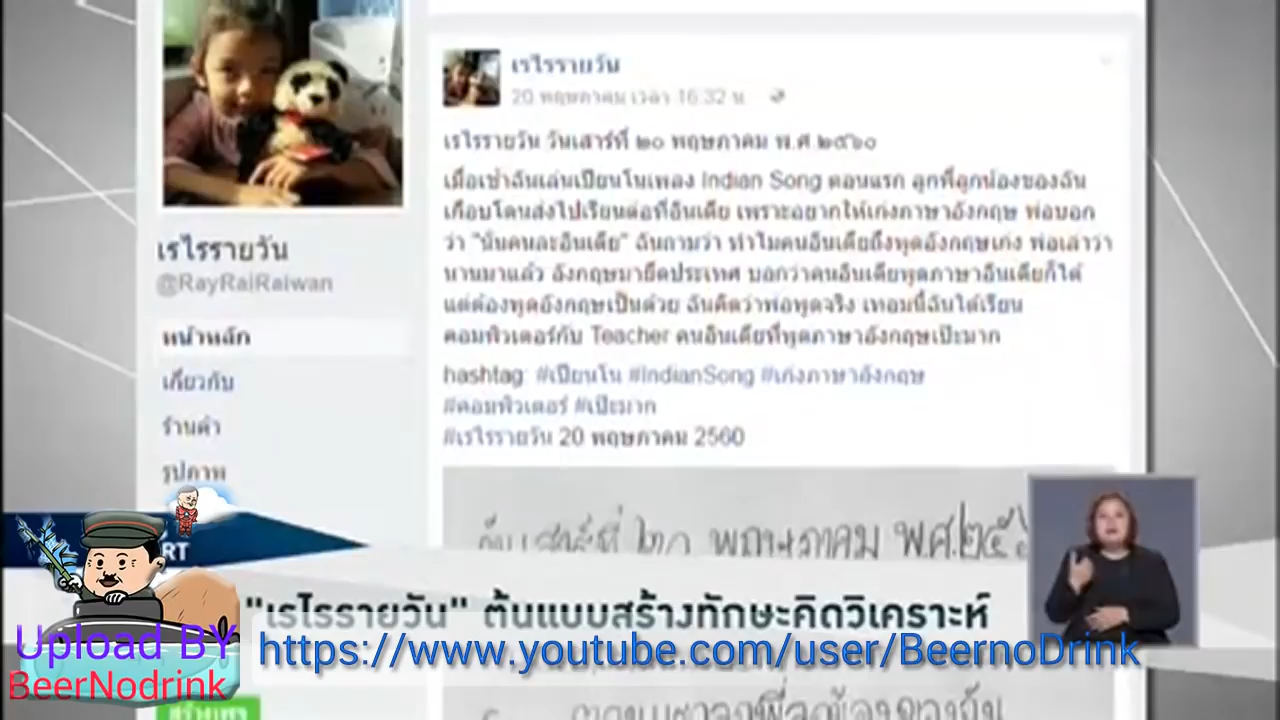 เรไรรายวัน
20 พฤษภาคม เวลา 16:32 น.
เรไรรายวัน วันเสาร์ที่ ๒๐ พฤษภาคม พ.ศ.๒๕๖๐
เมื่อเช้าฉันเล่นเปียนโนเพลง Indian Song ตอนแรก ลูกพี่ลูกน้องของฉัน
เกือบโดนส่งไปเรียนต่อที่อินเดีย เพราะอยากให้เก่งภาษาอังกฤษ พ่อบอก
ว่า "นั่นคนละอินเดีย" ฉันถามว่า ทำไมคนอินเดียถึงพูดอังกฤษเก่ง พ่อเล่าว่า
นานมาแล้ว อังกฤษมายึดประเทศ บอกว่าคนอินเดียพูดภาษาอินเดียก็ได้
แต่ต้องพูดอังกฤษเป็นด้วย ฉันคิดว่าพ่อพูดจริง เทอมนี้ฉันได้เรียน
คอมพิวเตอร์กับ Teacher คนอินเดียที่พูดภาษาอังกฤษเป๊ะมาก
hashtag: #เปียนโน #IndianSong #เก่งภาษาอังกฤษ
#คอมพิวเตอร์ #เป๊ะมาก
#เรไรรายวัน 20 พฤษภาคม 2560
เรไรรายวัน
@RayRaiRaiwan
หน้าหลัก
เกี่ยวกับ
ร้านค้า
รูปภาพ
วันเสาร์ที่ ๒๐ พฤษภาคม พ.ศ.๒๕๖
RT
"เรไรรายวัน" ต้นแบบสร้างทักษะคิดวิเคราะห์
Upload BY
BeerNodrink
https://www.youtube.com/user/BeernoDrink
สร้างเพจ